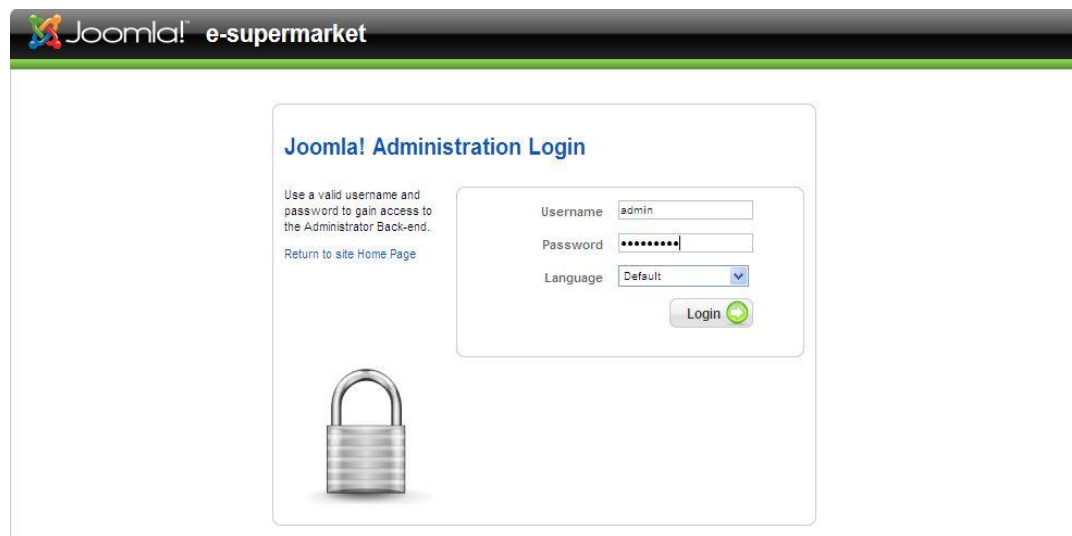 Joomla! e-supermarket
Joomla! Administration Login
Use a valid username and
password to gain access to
the Administrator Back-end.
Return to site Home Page
Username admin
Password •••••••••
Language Default
Login